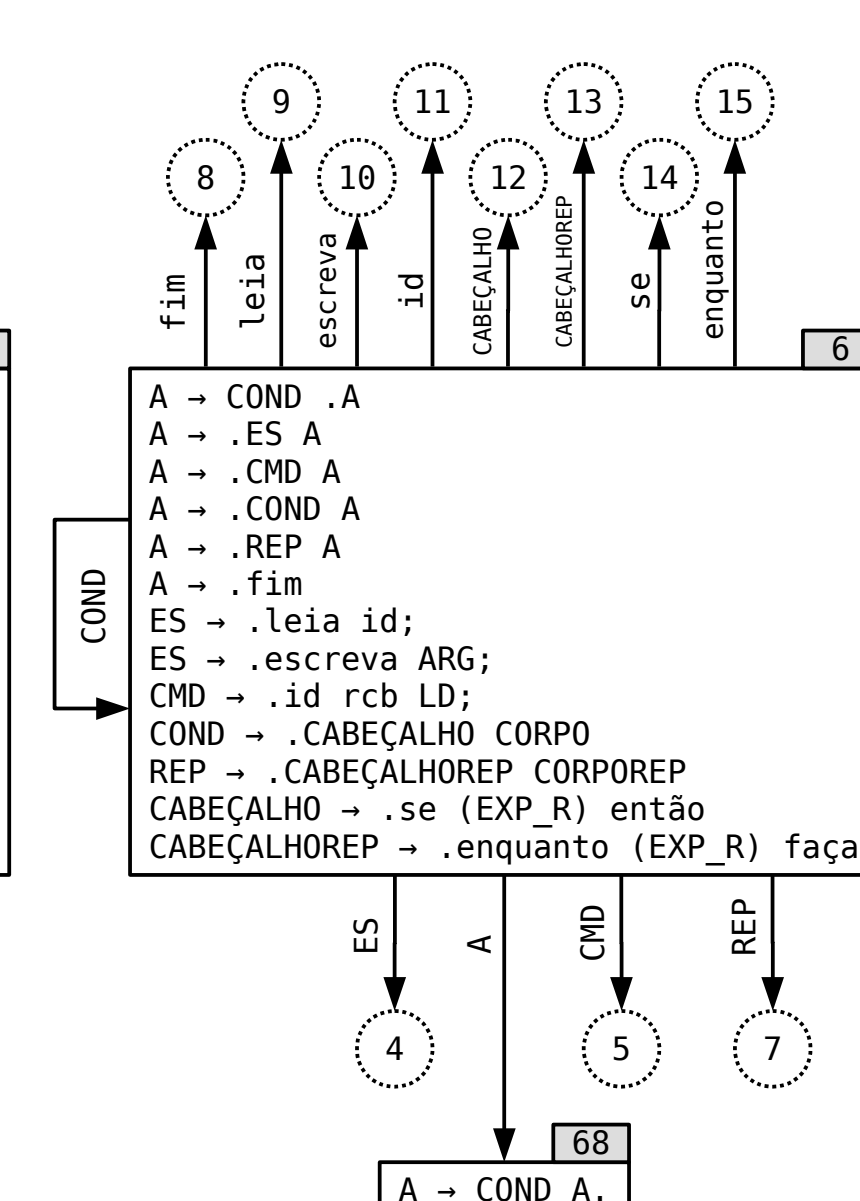 9
11
13
15
8
10
12
14
fim
leia
escreva
id
CABEÇALHO
CABEÇALHOREP
se
enquanto
6
A → COND .A
A → .ES A
A → .CMD A
A → .COND A
A → .REP A
A → .fim
ES → .leia id;
ES → .escreva ARG;
CMD → .id rcb LD;
COND → .CABEÇALHO CORPO
REP → .CABEÇALHOREP CORPOREP
CABEÇALHO → .se (EXP_R) então
CABEÇALHOREP → .enquanto (EXP_R) faça
COND
ES
A
CMD
REP
4
5
7
68
A → COND A.